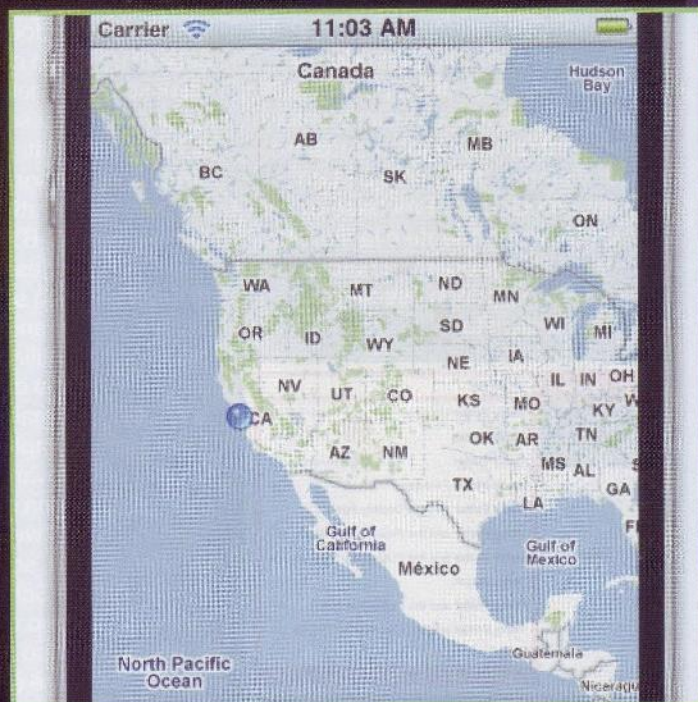 Carrier 11:03 AM
Canada
Hudson
Bay
AB
MB
BC
SK
ON
WA
MT
ND
MN
OR
ID
SD
WI
MI
WY
NE
IA
NV
UT
CO
IL IN OH
KS
MO
KY
CA
OK
AR
TN
AZ
NM
MS
AL
TX
GA
LA
Gulf of
California
Gulf of
Mexico
México
Guatemala
North Pacific
Ocean